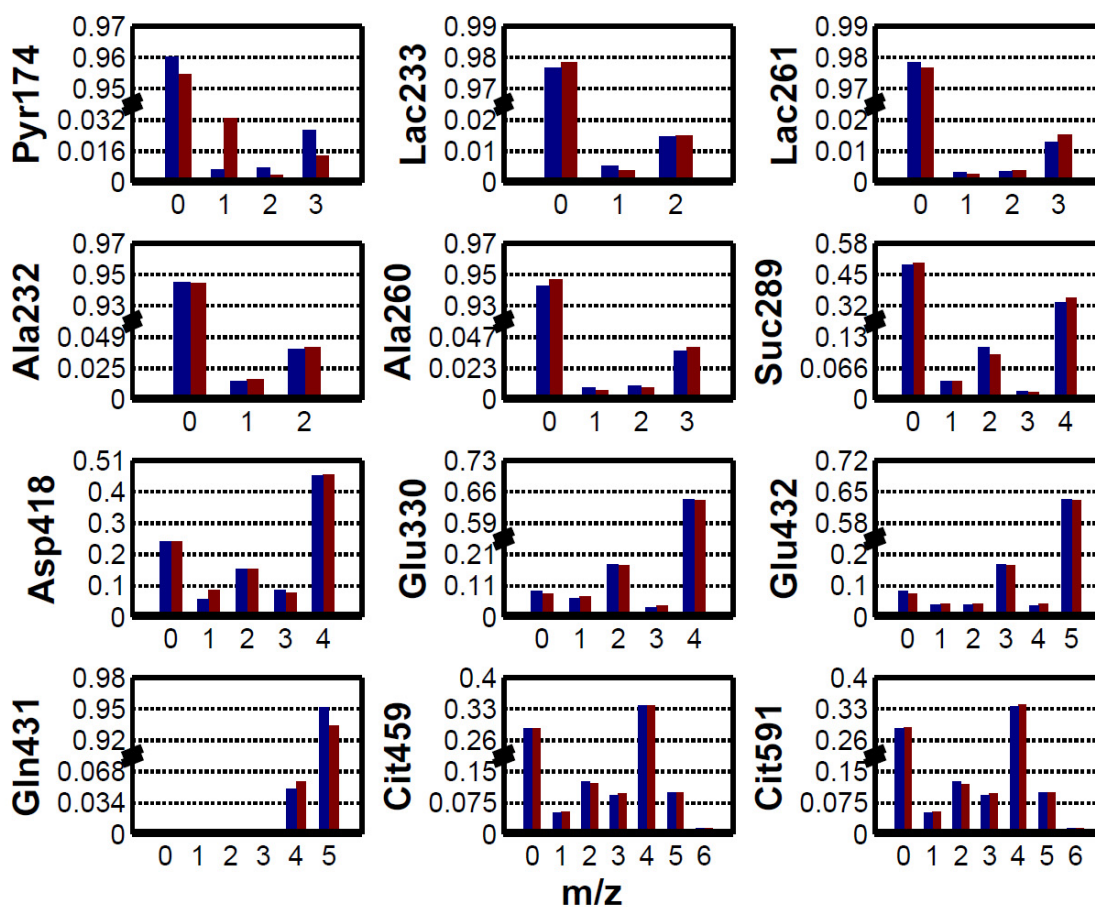 Pyr174
0.97
0.96
0.95
0.032
0.016
0
0 1 2 3
Lac233
0.99
0.98
0.97
0.02
0.01
0
0 1 2
Lac261
0.99
0.98
0.97
0.02
0.01
0
0 1 2 3
Ala232
0.97
0.95
0.93
0.049
0.025
0
0 1 2
Ala260
0.97
0.95
0.93
0.047
0.023
0
0 1 2 3
Suc289
0.58
0.45
0.32
0.13
0.066
0
0 1 2 3 4
Asp418
0.51
0.4
0.3
0.2
0.1
0
0 1 2 3 4
Glu330
0.73
0.66
0.59
0.21
0.11
0
0 1 2 3 4
Glu432
0.72
0.65
0.58
0.2
0.1
0
0 1 2 3 4 5
Gln431
0.98
0.95
0.92
0.068
0.034
0
0 1 2 3 4 5
Cit459
0.4
0.33
0.26
0.15
0.075
0
0 1 2 3 4 5 6
Cit591
0.4
0.33
0.26
0.15
0.075
0
0 1 2 3 4 5 6
m/z